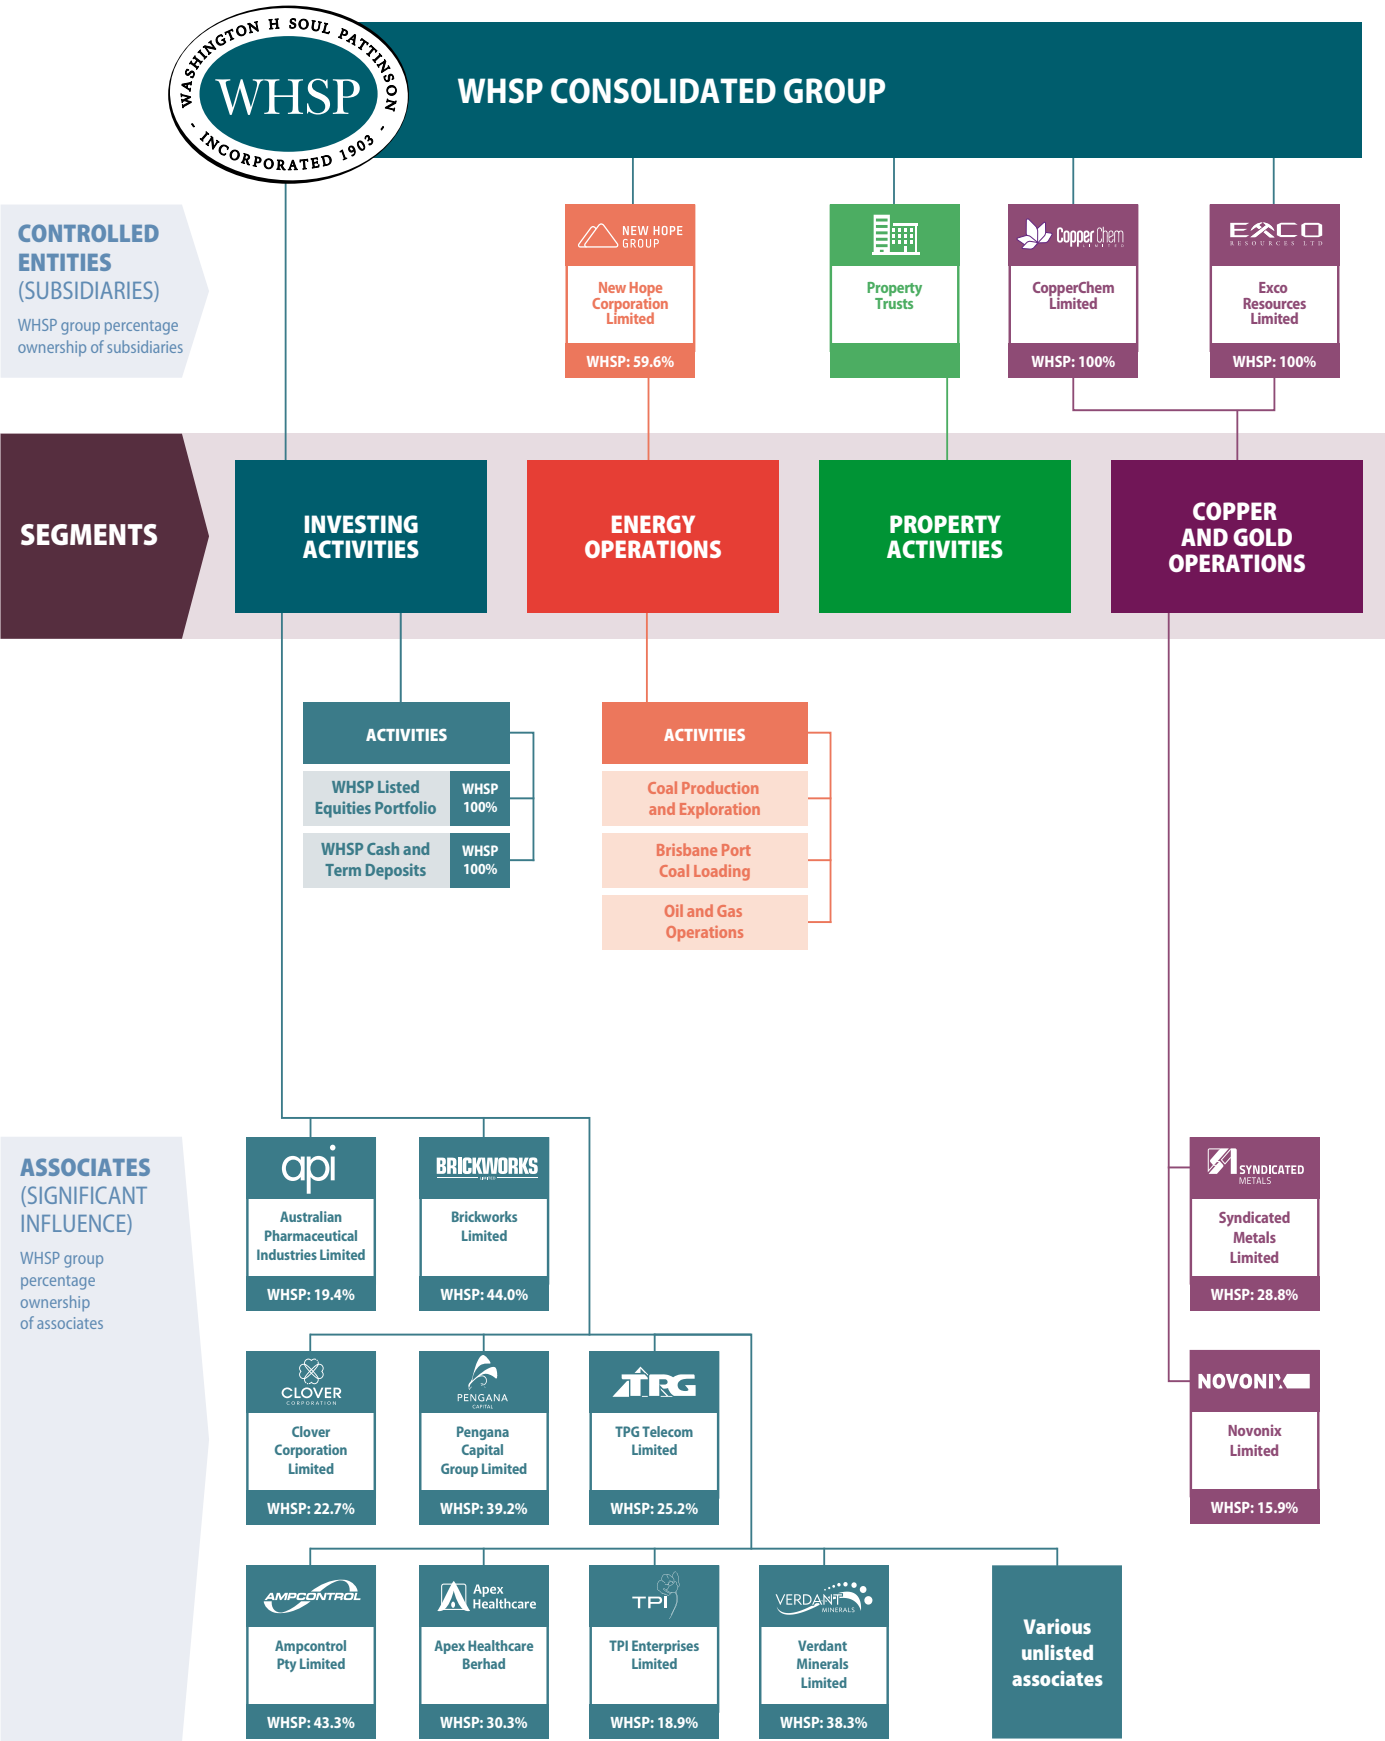 WASHINGTON H SOUL PATTINSON
WHSP
- INCORPORATED 1903 -
WHSP CONSOLIDATED GROUP
CONTROLLED
ENTITIES
(SUBSIDIARIES)
WHSP group percentage
ownership of subsidiaries
NEW HOPE
GROUP
New Hope
Corporation
Limited
WHSP: 59.6%
Property
Trusts
Copper Chem
LIMITED
CopperChem
Limited
WHSP: 100%
EXCO
RESOURCES LTD
Exco
Resources
Limited
WHSP: 100%
SEGMENTS
INVESTING
ACTIVITIES
ENERGY
OPERATIONS
PROPERTY
ACTIVITIES
COPPER
AND GOLD
OPERATIONS
ACTIVITIES
WHSP Listed
Equities Portfolio
WHSP
100%
WHSP Cash and
Term Deposits
WHSP
100%
ACTIVITIES
Coal Production
and Exploration
Brisbane Port
Coal Loading
Oil and Gas
Operations
ASSOCIATES
(SIGNIFICANT
INFLUENCE)
WHSP group
percentage
ownership
of associates
api
Australian
Pharmaceutical
Industries Limited
WHSP: 19.4%
BRICKWORKS
LIMITED
Brickworks
Limited
WHSP: 44.0%
SYNDICATED
METALS
Syndicated
Metals
Limited
WHSP: 28.8%
CLOVER
CORPORATION
Clover
Corporation
Limited
WHSP: 22.7%
PENGANA
CAPITAL
Pengana
Capital
Group Limited
WHSP: 39.2%
TPG
TPG Telecom
Limited
WHSP: 25.2%
NOVONIX
Novonix
Limited
WHSP: 15.9%
AMPCONTROL
Ampcontrol
Pty Limited
WHSP: 43.3%
Apex
Healthcare
Apex Healthcare
Berhad
WHSP: 30.3%
TPI
TPI Enterprises
Limited
WHSP: 18.9%
VERDANT
MINERALS
Verdant
Minerals
Limited
WHSP: 38.3%
Various
unlisted
associates